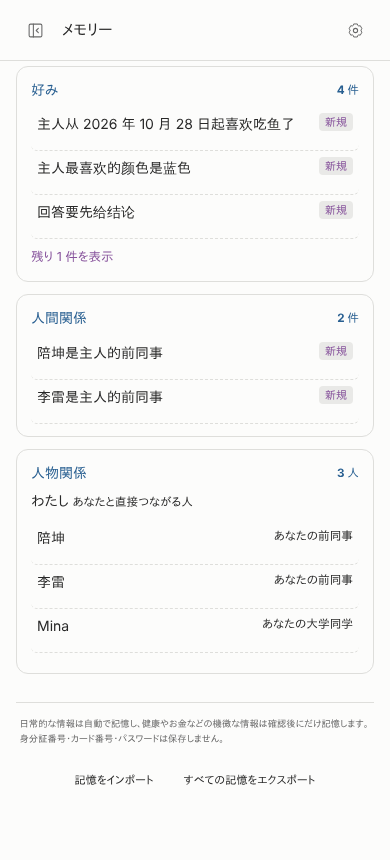 メモリー
好み 4 件
主人从 2026 年 10 月 28 日起喜欢吃鱼了 新規
主人最喜欢的颜色是蓝色 新規
回答要先给结论 新規
残り 1 件を表示
人間関係 2 件
陪坤是主人的前同事 新規
李雷是主人的前同事 新規
人物関係 3 人
わたし あなたと直接つながる人
陪坤 あなたの前同事
李雷 あなたの前同事
Mina あなたの大学同学
日常的な情報は自動で記憶し、健康やお金などの機微な情報は確認後にだけ記憶します。
身分証番号・カード番号・パスワードは保存しません。
記憶をインポート すべての記憶をエクスポート